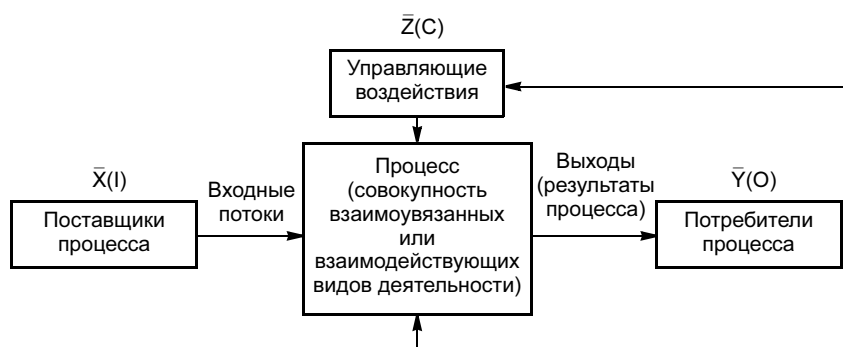 Z̅(C)
Управляющие
воздействия
X̅(I)
Поставщики
процесса
Входные
потоки
Процесс
(совокупность
взаимоувязанных
или
взаимодействующих
видов деятельности)
Выходы
(результаты
процесса)
Y̅(O)
Потребители
процесса